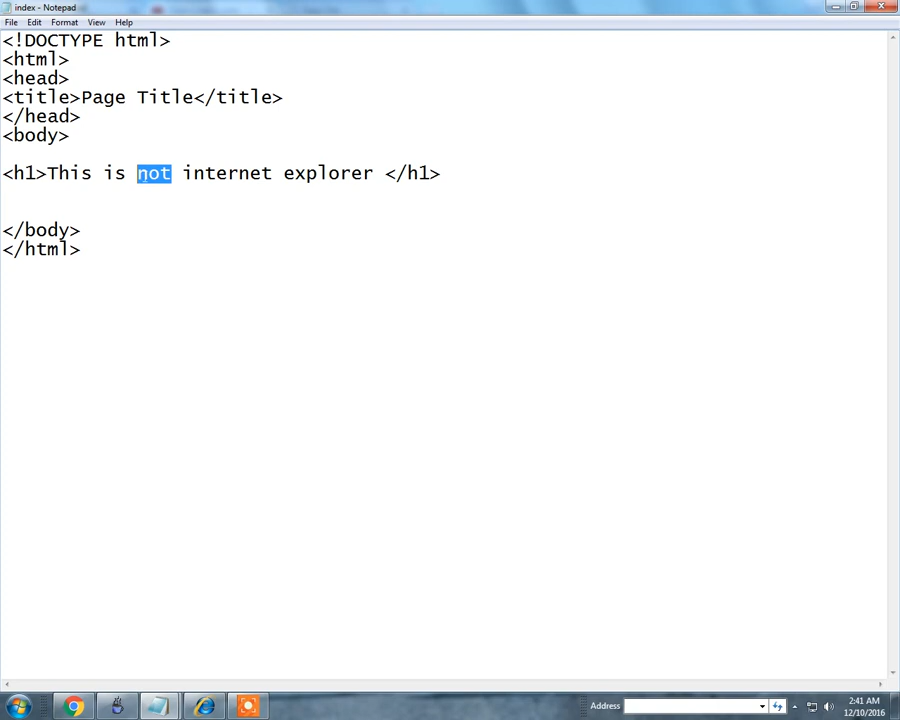 index - Notepad
File Edit Format View Help
<!DOCTYPE html>
<html>
<head>
<title>Page Title</title>
</head>
<body>
<h1>This is not internet explorer </h1>
</body>
</html>
Address
2:41 AM
12/10/2016